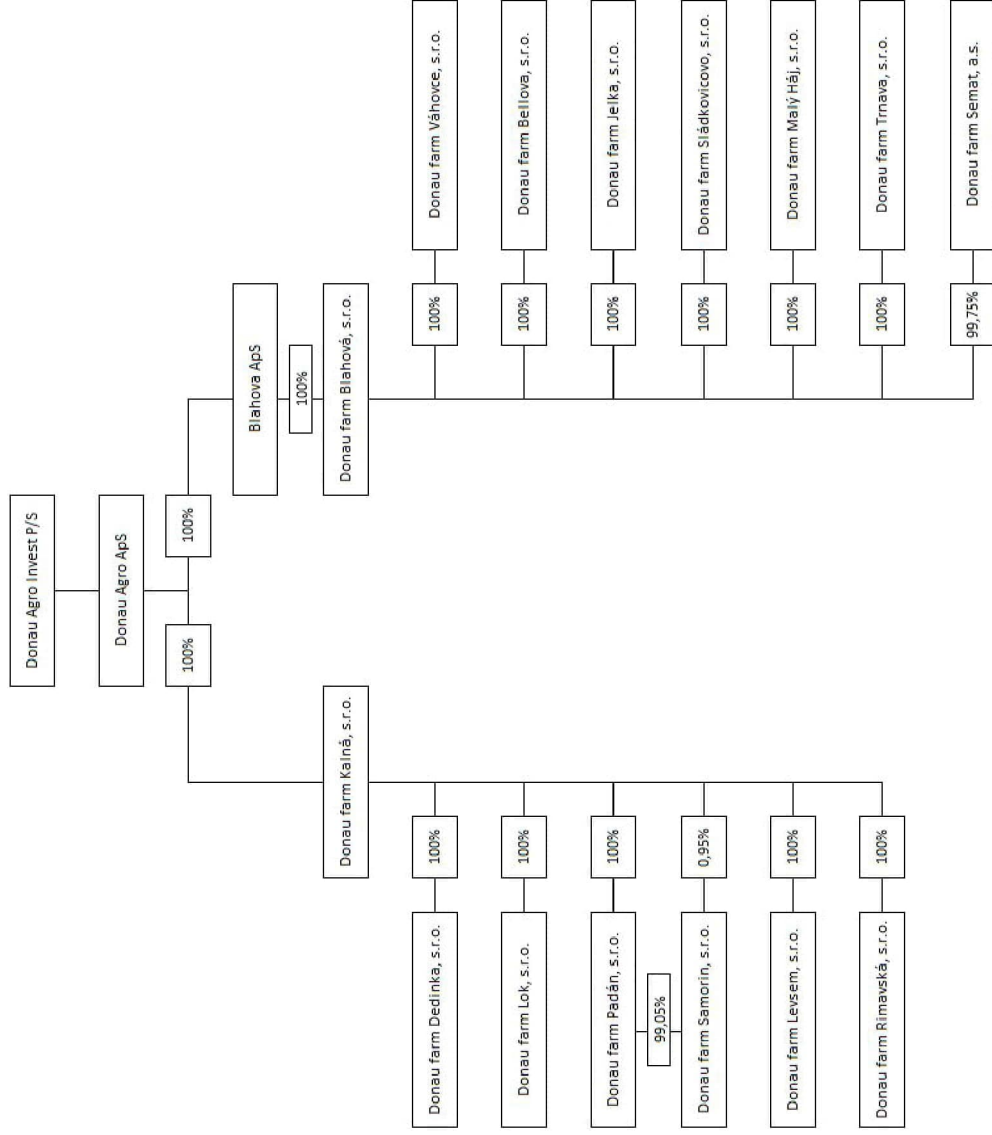 Donau Agro Invest P/S
Donau Agro ApS
100%
100%
Blahova ApS
100%
Donau farm Kalná, s.r.o.
Donau farm Blahová, s.r.o.
Donau farm Dedinka, s.r.o.
100%
100%
Donau farm Váhovce, s.r.o.
Donau farm Lok, s.r.o.
100%
100%
Donau farm Bellova, s.r.o.
Donau farm Padán, s.r.o.
100%
100%
Donau farm Jelka, s.r.o.
99,05%
Donau farm Samorin, s.r.o.
0,95%
100%
Donau farm Sládkovicovo, s.r.o.
Donau farm Levsem, s.r.o.
100%
100%
Donau farm Malý Háj, s.r.o.
Donau farm Rimavská, s.r.o.
100%
100%
Donau farm Trnava, s.r.o.
99,75%
Donau farm Semat, a.s.